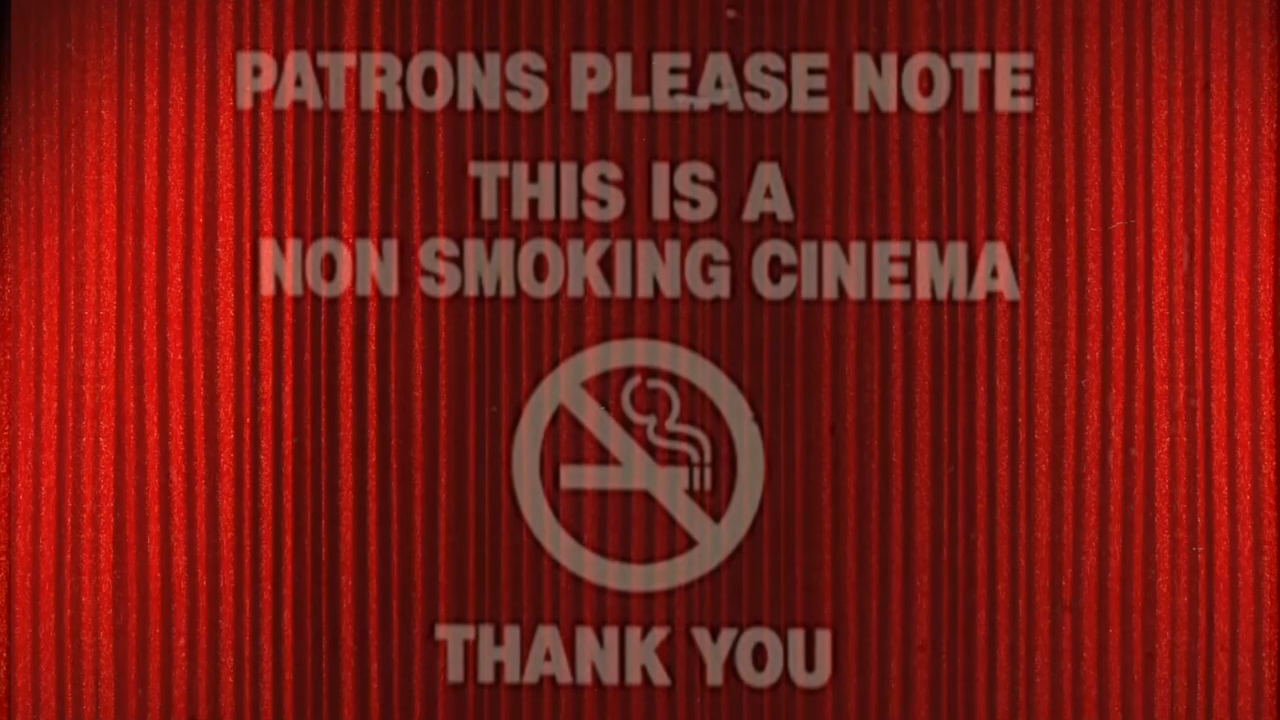 PATRONS PLEASE NOTE
THIS IS A
NON SMOKING CINEMA
THANK YOU